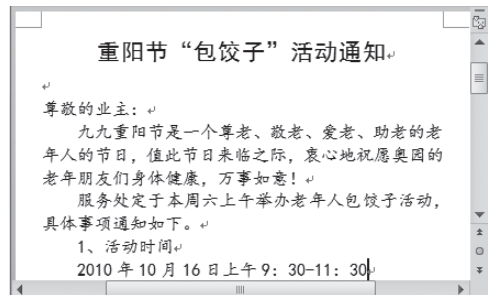 重阳节“包饺子”活动通知
尊敬的业主：
九九重阳节是一个尊老、敬老、爱老、助老的老
年人的节日，值此节日来临之际，衷心地祝愿奥园的
老年朋友们身体健康，万事如意！
服务处定于本周六上午举办老年人包饺子活动，
具体事项通知如下。
1、活动时间
2010 年 10 月 16 日上午 9：30-11：30